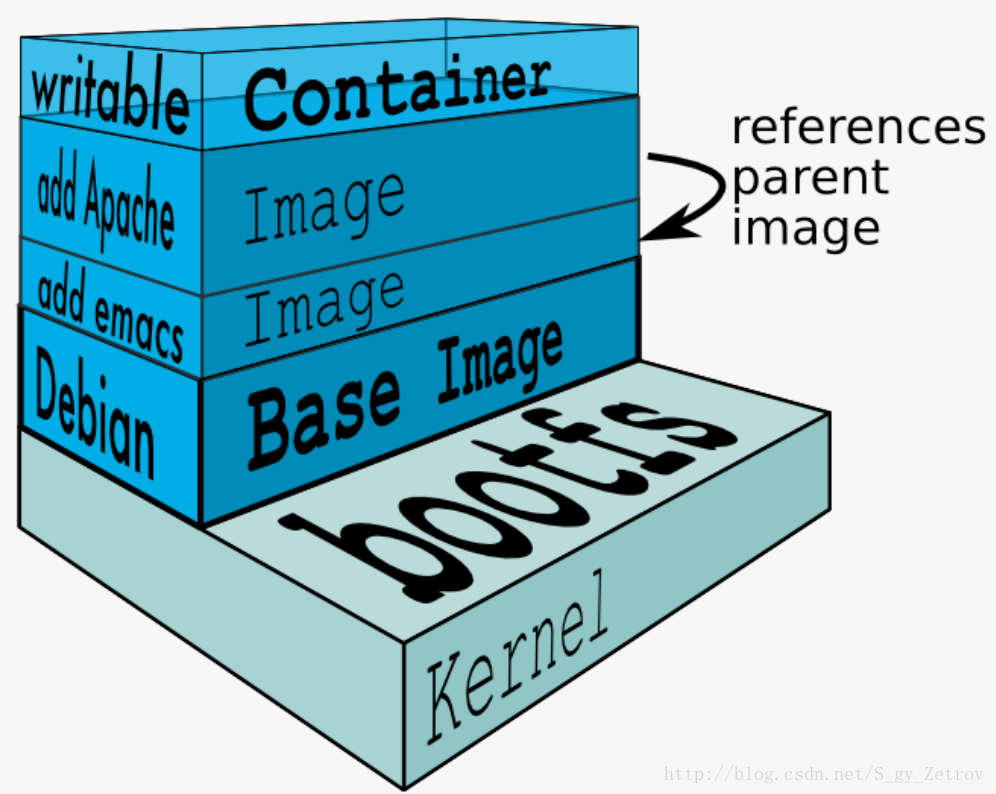 writable Container
references
parent
image
add Apache Image
add emacs Image
Debian Base Image
bootfs
Kernel
http://blog.csdn.net/S_gy_Zetrov